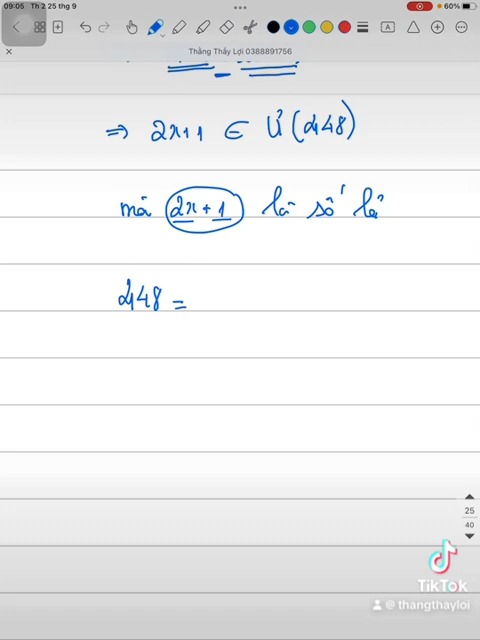 09:05 Th 2 25 thg 9
60%
Thằng Thầy Lợi 0388891756
⇒ 2x+1 ∈ Ư(248)
mà 2x + 1 là số lẻ
248 =
25
40
TikTok
@ thangthayloi